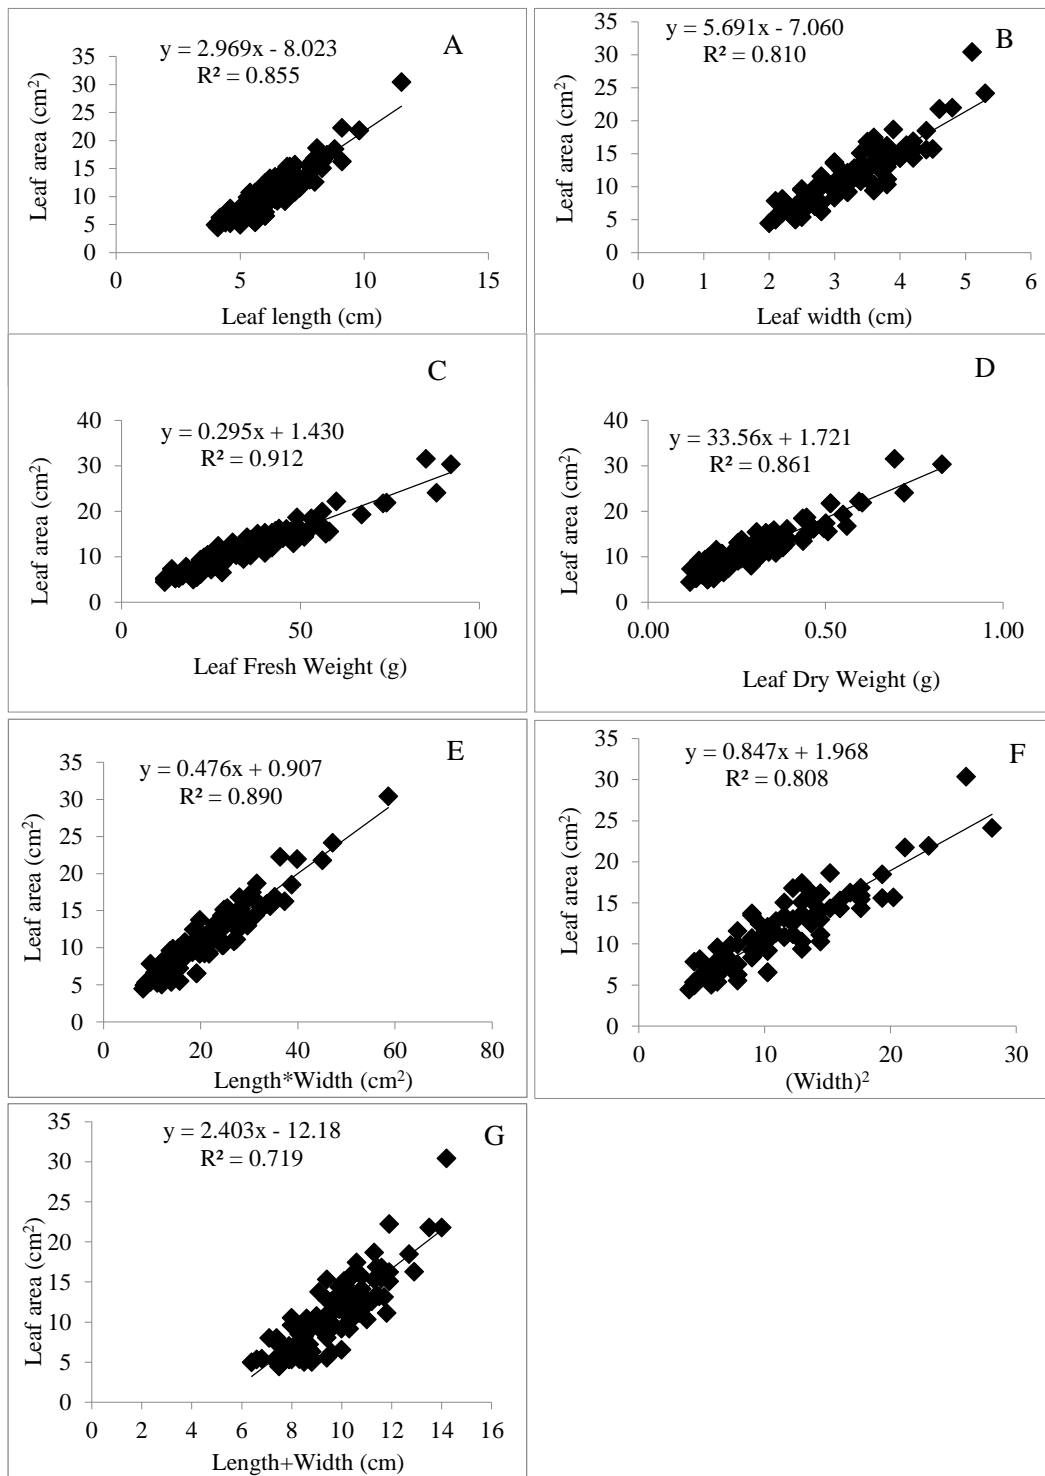 A
y = 2.969x - 8.023
R² = 0.855
Leaf area (cm²)
35
30
25
20
15
10
5
0
0 5 10 15
Leaf length (cm)
B
y = 5.691x - 7.060
R² = 0.810
Leaf area (cm²)
35
30
25
20
15
10
5
0
0 1 2 3 4 5 6
Leaf width (cm)
C
y = 0.295x + 1.430
R² = 0.912
Leaf area (cm²)
40
30
20
10
0
0 50 100
Leaf Fresh Weight (g)
D
y = 33.56x + 1.721
R² = 0.861
Leaf area (cm²)
40
30
20
10
0
0.00 0.50 1.00
Leaf Dry Weight (g)
E
y = 0.476x + 0.907
R² = 0.890
Leaf area (cm²)
35
30
25
20
15
10
5
0
0 20 40 60 80
Length*Width (cm²)
F
y = 0.847x + 1.968
R² = 0.808
Leaf area (cm²)
35
30
25
20
15
10
5
0
0 10 20 30
(Width)²
G
y = 2.403x - 12.18
R² = 0.719
Leaf area (cm²)
35
30
25
20
15
10
5
0
0 2 4 6 8 10 12 14 16
Length+Width (cm)